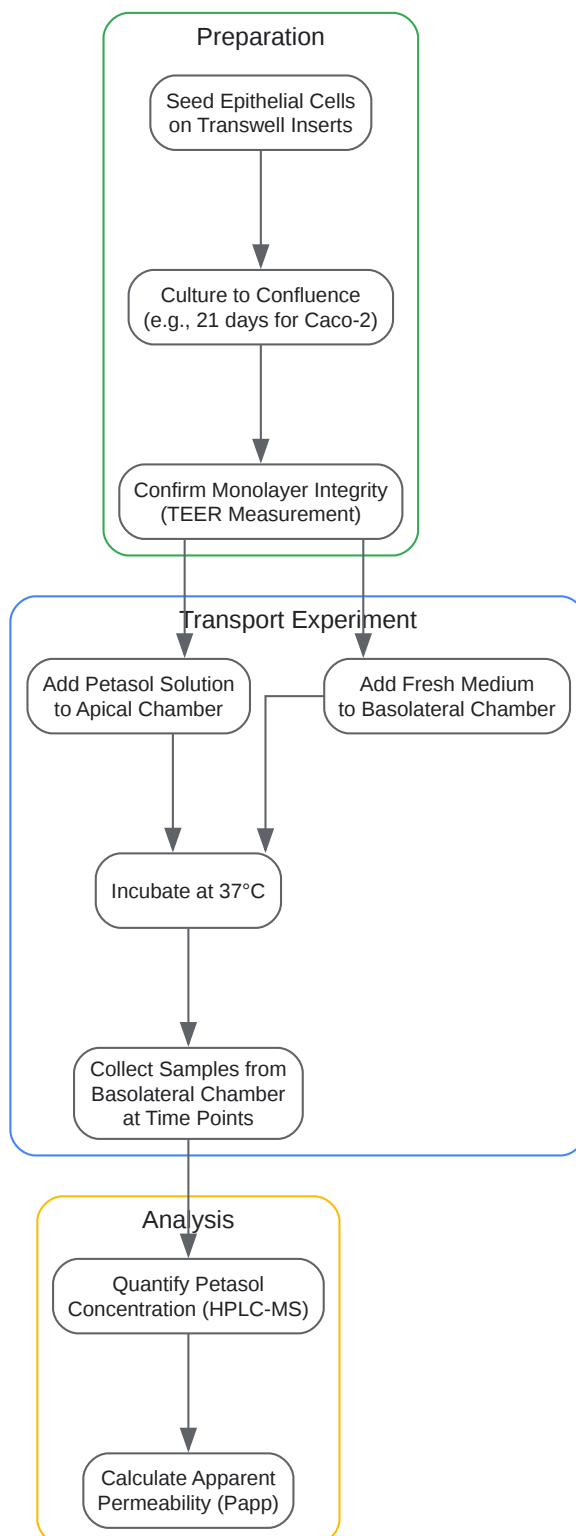 Preparation
Seed Epithelial Cells
on Transwell Inserts
Culture to Confluence
(e.g., 21 days for Caco-2)
Confirm Monolayer Integrity
(TEER Measurement)
Transport Experiment
Add Petasol Solution
to Apical Chamber
Add Fresh Medium
to Basolateral Chamber
Incubate at 37°C
Collect Samples from
Basolateral Chamber
at Time Points
Analysis
Quantify Petasol
Concentration (HPLC-MS)
Calculate Apparent
Permeability (Papp)